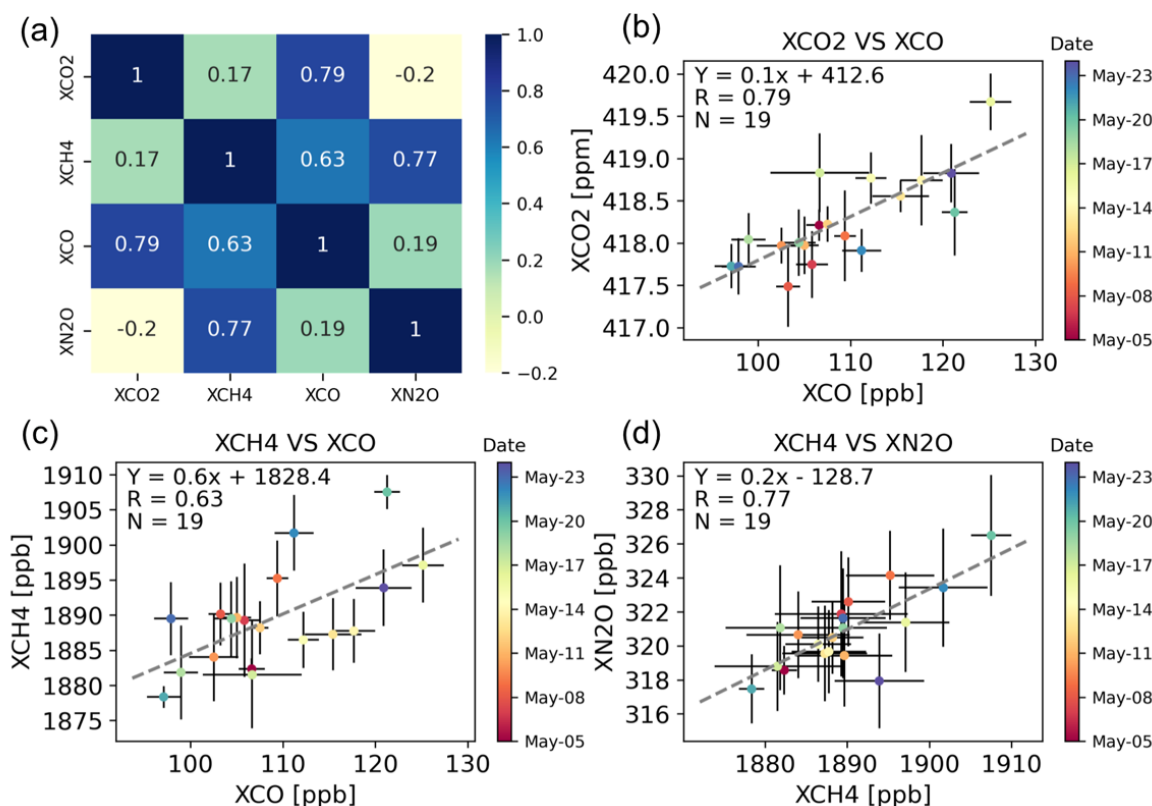 (a)
XCO2
XCH4
XCO
XN2O
1 0.17 0.79 -0.2
0.17 1 0.63 0.77
0.79 0.63 1 0.19
-0.2 0.77 0.19 1
XCO2 XCH4 XCO XN2O
1.0
0.8
0.6
0.4
0.2
0.0
−0.2
(b)
XCO2 VS XCO
Y = 0.1x + 412.6
R = 0.79
N = 19
XCO2 [ppm]
420.0
419.5
419.0
418.5
418.0
417.5
417.0
100 110 120 130
XCO [ppb]
Date
May-23
May-20
May-17
May-14
May-11
May-08
May-05
(c)
XCH4 VS XCO
Y = 0.6x + 1828.4
R = 0.63
N = 19
XCH4 [ppb]
1910
1905
1900
1895
1890
1885
1880
1875
100 110 120 130
XCO [ppb]
Date
May-23
May-20
May-17
May-14
May-11
May-08
May-05
(d)
XCH4 VS XN2O
Y = 0.2x - 128.7
R = 0.77
N = 19
XN2O [ppb]
330
328
326
324
322
320
318
316
1880 1890 1900 1910
XCH4 [ppb]
Date
May-23
May-20
May-17
May-14
May-11
May-08
May-05